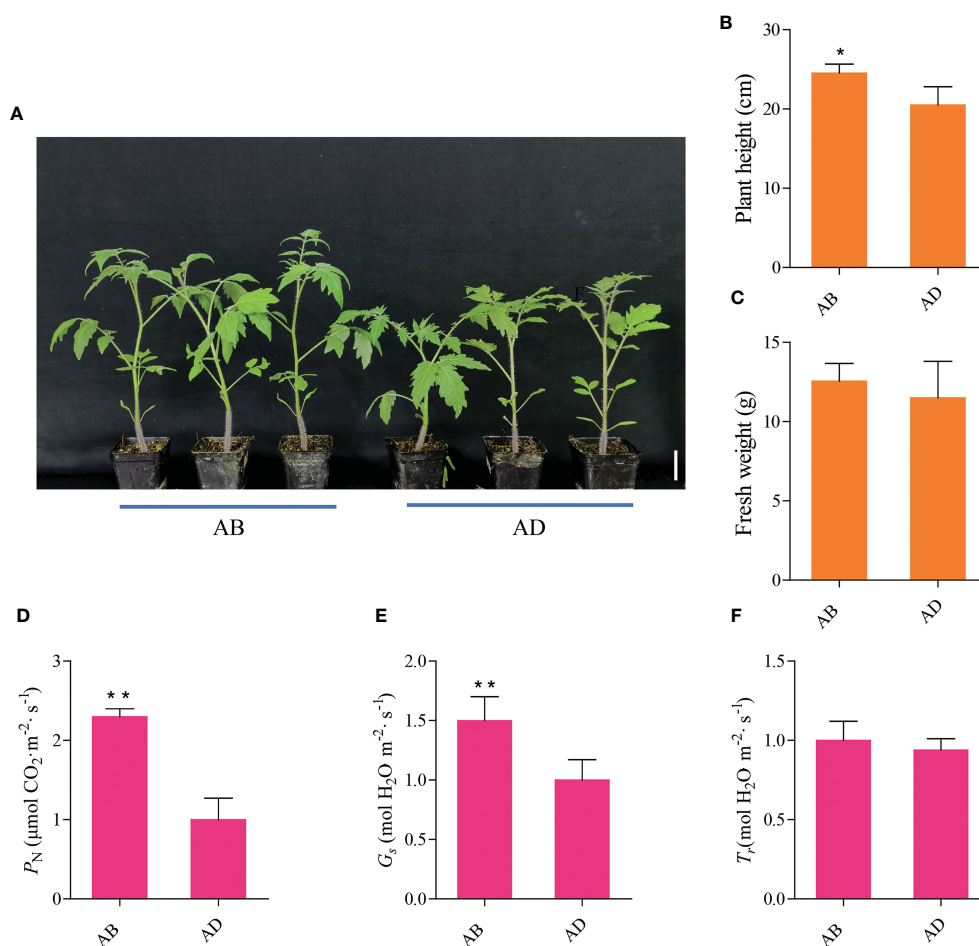 A
AB
AD
B
Plant height (cm)
30
20
10
0
*
AB
AD
C
Fresh weight (g)
15
10
5
0
AB
AD
D
P_N (μmol CO₂·m⁻²· s⁻¹)
3
2
1
0
**
AB
AD
E
G_s (mol H₂O m⁻²· s⁻¹)
2.0
1.5
1.0
0.5
0.0
**
AB
AD
F
T_r(mol H₂O m⁻²· s⁻¹)
1.5
1.0
0.5
0.0
AB
AD
E